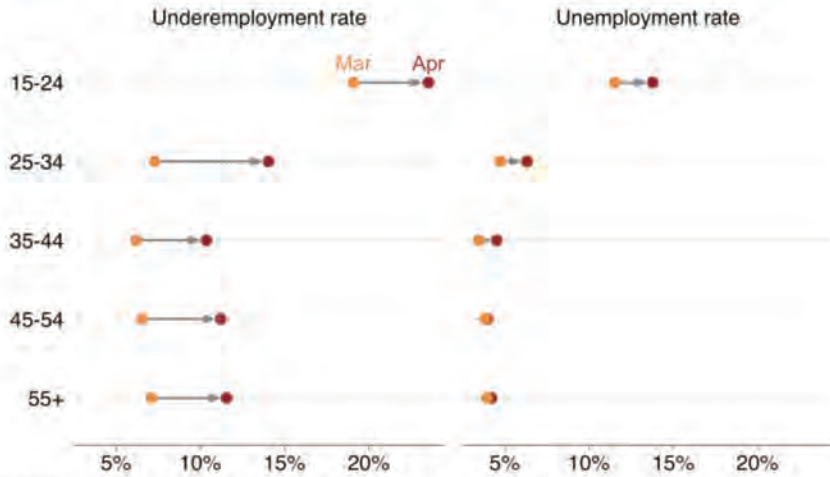 Underemployment rate Unemployment rate
Mar Apr
15-24
25-34
35-44
45-54
55+
5% 10% 15% 20% 5% 10% 15% 20%